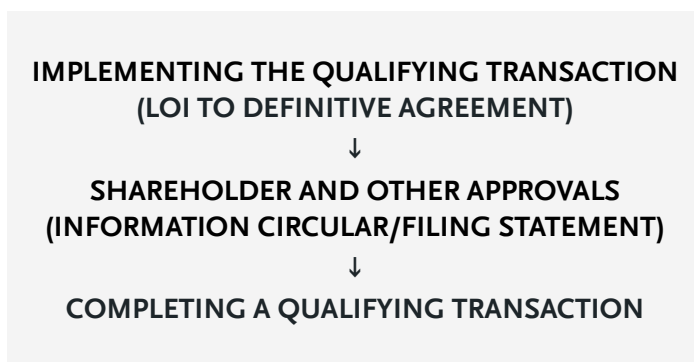 IMPLEMENTING THE QUALIFYING TRANSACTION
(LOI TO DEFINITIVE AGREEMENT)
↓
SHAREHOLDER AND OTHER APPROVALS
(INFORMATION CIRCULAR/FILING STATEMENT)
↓
COMPLETING A QUALIFYING TRANSACTION